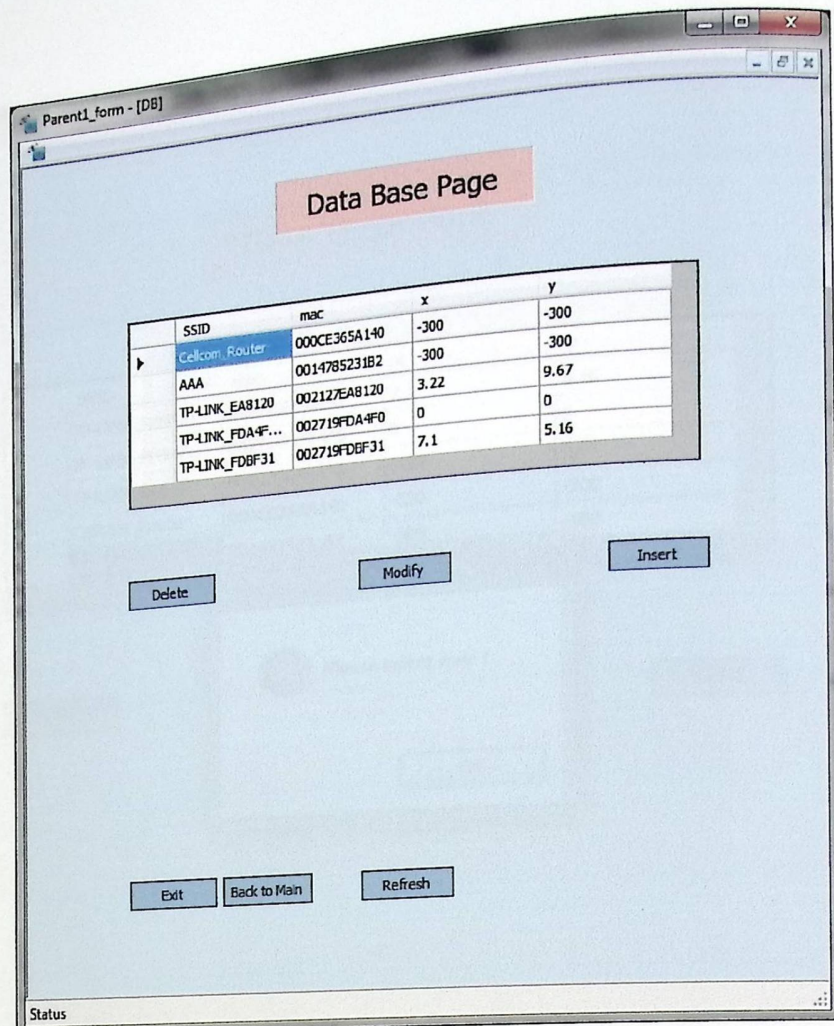 Parent1_form - [DB]
Data Base Page
SSID mac x y
Cellcom_Router 000CE365A140 -300 -300
AAA 0014785231B2 -300 -300
TP-LINK_EA8120 002127EA8120 3.22 9.67
TP-LINK_FDA4F... 002719FDA4F0 0 0
TP-LINK_FDBF31 002719FDBF31 7.1 5.16
Delete Modify Insert
Exit Back to Main Refresh
Status